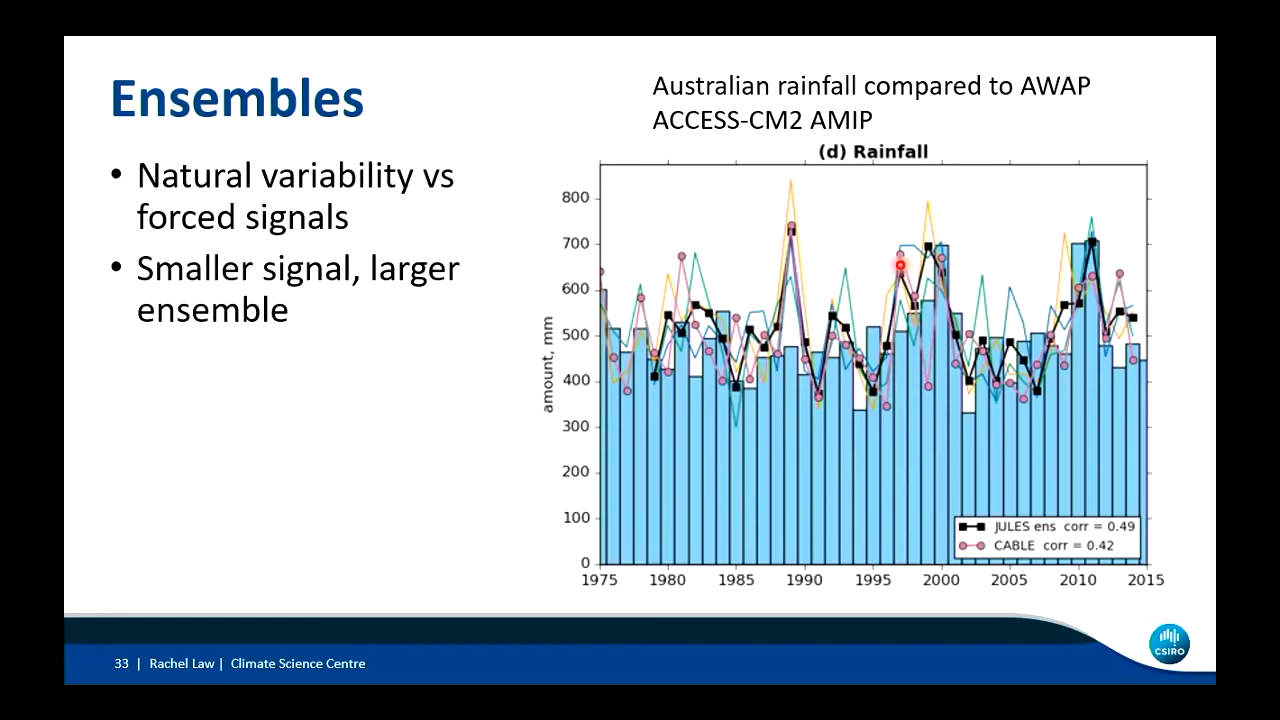 Ensembles
• Natural variability vs
forced signals
• Smaller signal, larger
ensemble
Australian rainfall compared to AWAP
ACCESS-CM2 AMIP
(d) Rainfall
amount, mm
800
700
600
500
400
300
200
100
0
1975 1980 1985 1990 1995 2000 2005 2010 2015
JULES ens corr = 0.49
CABLE corr = 0.42
33 | Rachel Law | Climate Science Centre
CSIRO